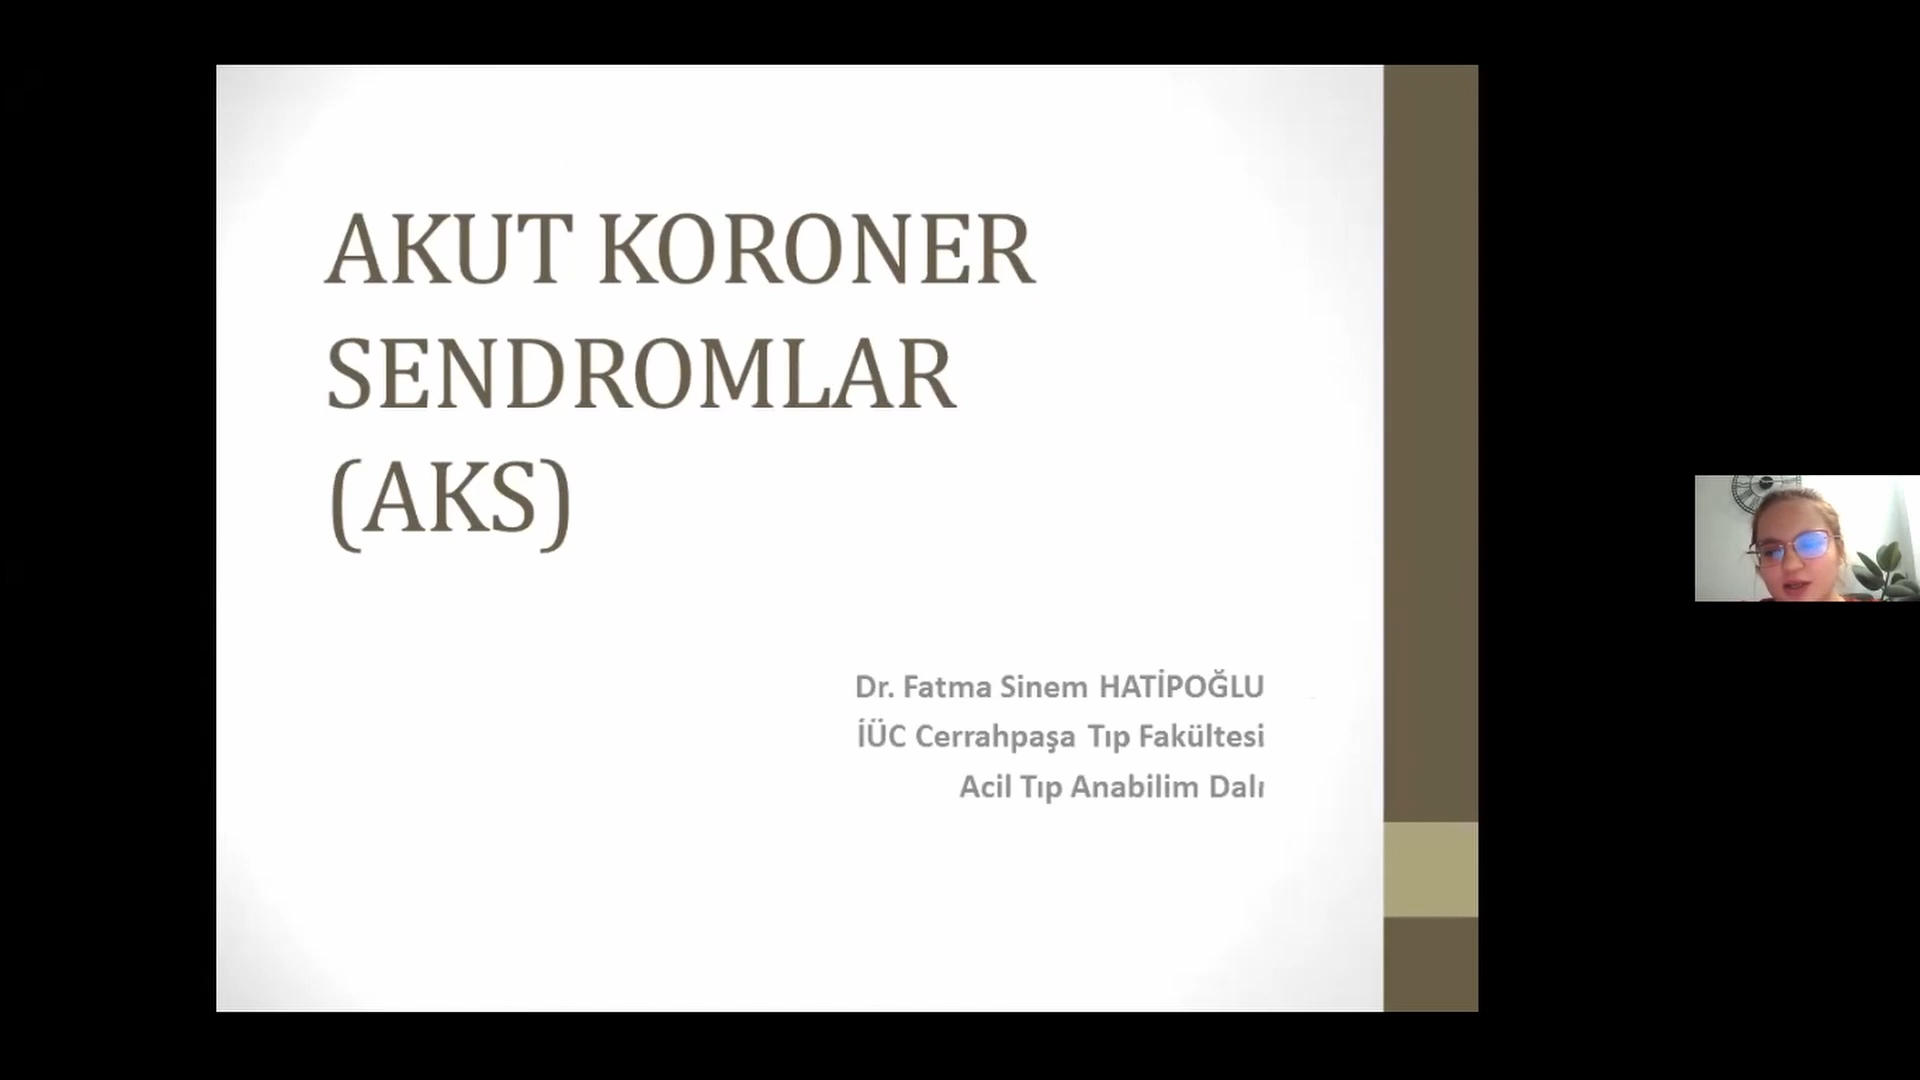 AKUT KORONER
SENDROMLAR
(AKS)
Dr. Fatma Sinem HATİPOĞLU
İÜC Cerrahpaşa Tıp Fakültesi
Acil Tıp Anabilim Dalı